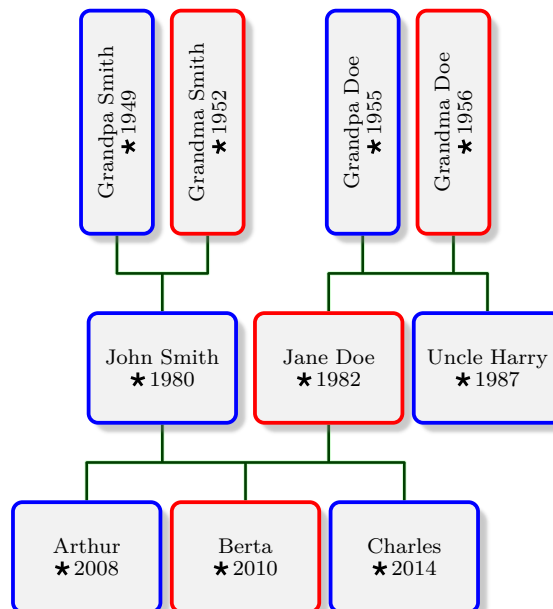 Grandpa Smith
★1949
Grandma Smith
★1952
Grandpa Doe
★1955
Grandma Doe
★1956
John Smith
★1980
Jane Doe
★1982
Uncle Harry
★1987
Arthur
★2008
Berta
★2010
Charles
★2014